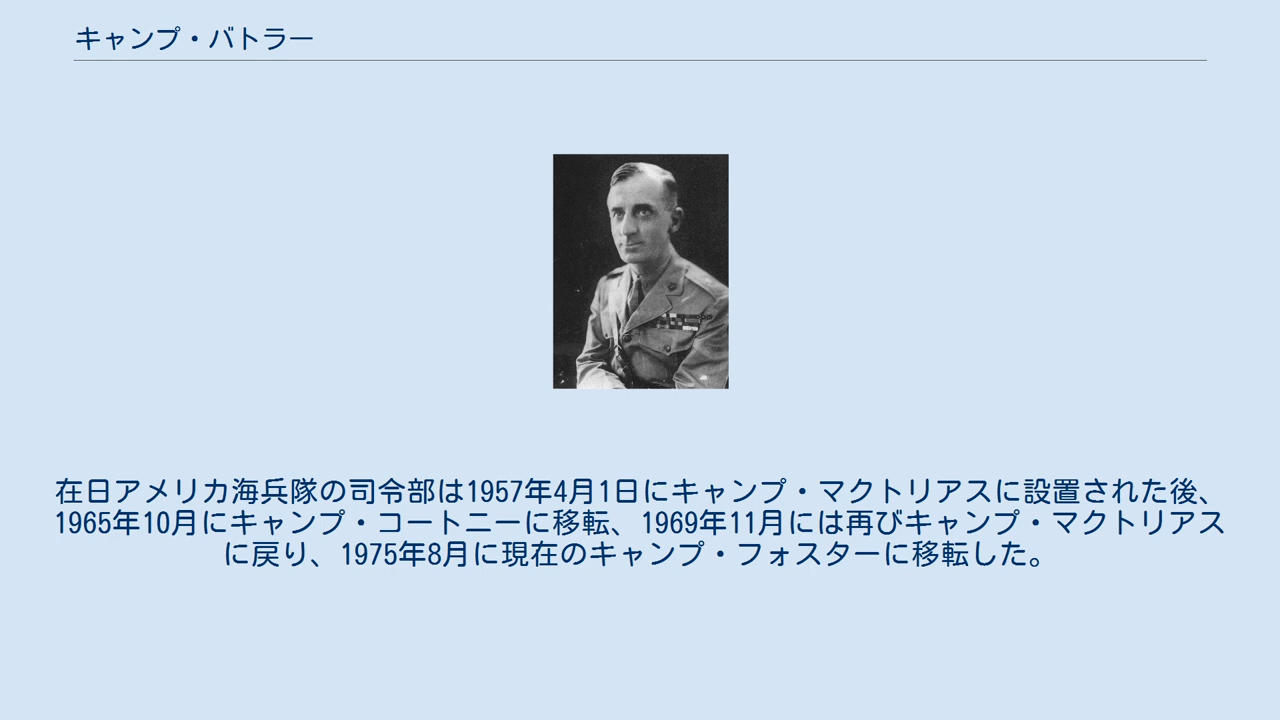 キャンプ・バトラー
在日アメリカ海兵隊の司令部は1957年4月1日にキャンプ・マクトリアスに設置された後、
1965年10月にキャンプ・コートニーに移転、1969年11月には再びキャンプ・マクトリアス
に戻り、1975年8月に現在のキャンプ・フォスターに移転した。